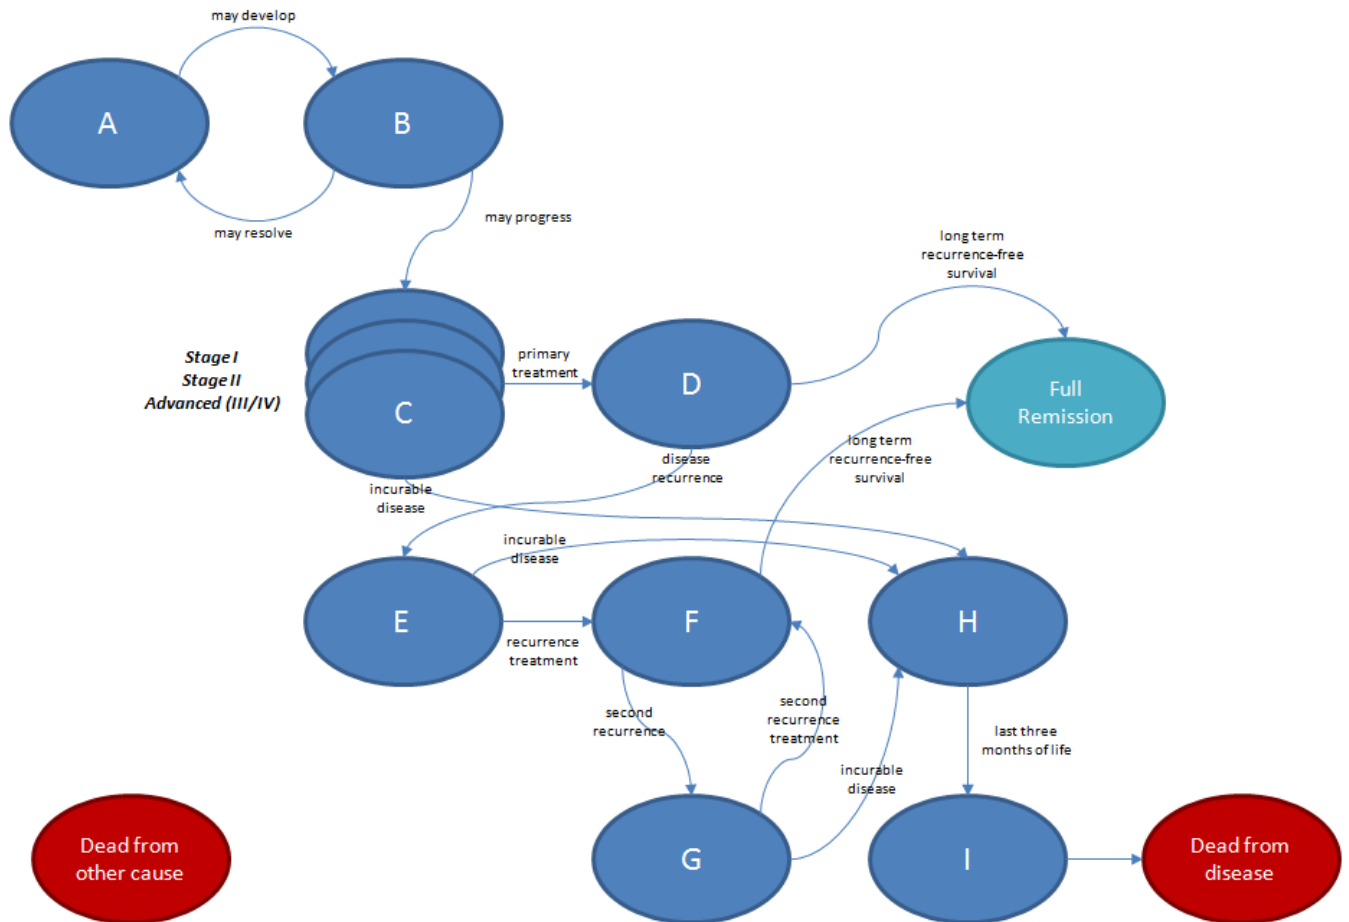 may develop
A
B
may resolve
may progress
long term
recurrence-free
survival
Stage I
Stage II
Advanced (III/IV)
C
primary
treatment
D
Full
Remission
long term
recurrence-free
survival
disease
recurrence
incurable
disease
incurable
disease
E
recurrence
treatment
F
H
second
recurrence
second
recurrence
treatment
last three
months of life
incurable
disease
Dead from
other cause
G
I
Dead from
disease